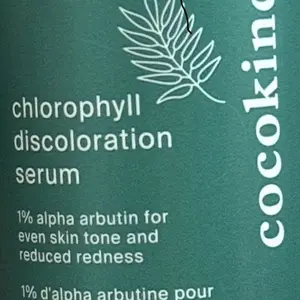 chlorophyll
discoloration
serum
1% alpha arbutin for
even skin tone and
reduced redness
1% d'alpha arbutine pour
cocokind